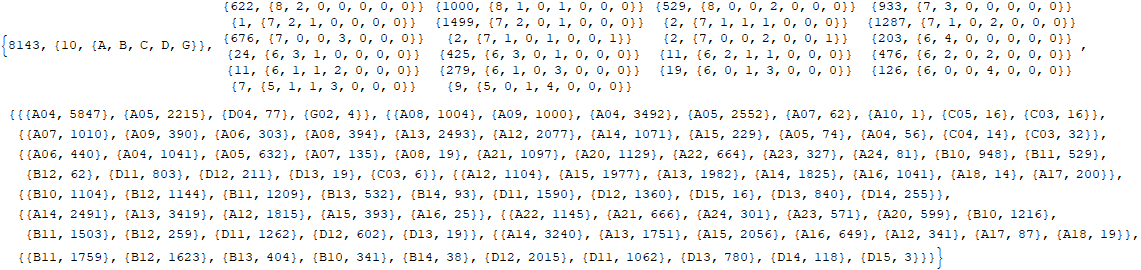 {622, {8, 2, 0, 0, 0, 0, 0}} {1000, {8, 1, 0, 1, 0, 0, 0}} {529, {8, 0, 0, 2, 0, 0, 0}} {933, {7, 3, 0, 0, 0, 0, 0}}
{1, {7, 2, 1, 0, 0, 0, 0}} {1499, {7, 2, 0, 1, 0, 0, 0}} {2, {7, 1, 1, 1, 0, 0, 0}} {1287, {7, 1, 0, 2, 0, 0, 0}}
{676, {7, 0, 0, 3, 0, 0, 0}} {2, {7, 1, 0, 1, 0, 0, 1}} {2, {7, 0, 0, 2, 0, 0, 1}} {203, {6, 4, 0, 0, 0, 0, 0}}
{8143, {10, {A, B, C, D, G}}, {24, {6, 3, 1, 0, 0, 0, 0}} {425, {6, 3, 0, 1, 0, 0, 0}} {11, {6, 2, 1, 1, 0, 0, 0}} {476, {6, 2, 0, 2, 0, 0, 0}} ,
{11, {6, 1, 1, 2, 0, 0, 0}} {279, {6, 1, 0, 3, 0, 0, 0}} {19, {6, 0, 1, 3, 0, 0, 0}} {126, {6, 0, 0, 4, 0, 0, 0}}
{7, {5, 1, 1, 3, 0, 0, 0}} {9, {5, 0, 1, 4, 0, 0, 0}}
{{{A04, 5847}, {A05, 2215}, {D04, 77}, {G02, 4}}, {{A08, 1004}, {A09, 1000}, {A04, 3492}, {A05, 2552}, {A07, 62}, {A10, 1}, {C05, 16}, {C03, 16}},
{{A07, 1010}, {A09, 390}, {A06, 303}, {A08, 394}, {A13, 2493}, {A12, 2077}, {A14, 1071}, {A15, 229}, {A05, 74}, {A04, 56}, {C04, 14}, {C03, 32}},
{{A06, 440}, {A04, 1041}, {A05, 632}, {A07, 135}, {A08, 19}, {A21, 1097}, {A20, 1129}, {A22, 664}, {A23, 327}, {A24, 81}, {B10, 948}, {B11, 529},
{B12, 62}, {D11, 803}, {D12, 211}, {D13, 19}, {C03, 6}}, {{A12, 1104}, {A15, 1977}, {A13, 1982}, {A14, 1825}, {A16, 1041}, {A18, 14}, {A17, 200}},
{{B10, 1104}, {B12, 1144}, {B11, 1209}, {B13, 532}, {B14, 93}, {D11, 1590}, {D12, 1360}, {D15, 16}, {D13, 840}, {D14, 255}},
{{A14, 2491}, {A13, 3419}, {A12, 1815}, {A15, 393}, {A16, 25}}, {{A22, 1145}, {A21, 666}, {A24, 301}, {A23, 571}, {A20, 599}, {B10, 1216},
{B11, 1503}, {B12, 259}, {D11, 1262}, {D12, 602}, {D13, 19}}, {{A14, 3240}, {A13, 1751}, {A15, 2056}, {A16, 649}, {A12, 341}, {A17, 87}, {A18, 19}},
{{B11, 1759}, {B12, 1623}, {B13, 404}, {B10, 341}, {B14, 38}, {D12, 2015}, {D11, 1062}, {D13, 780}, {D14, 118}, {D15, 3}}}}